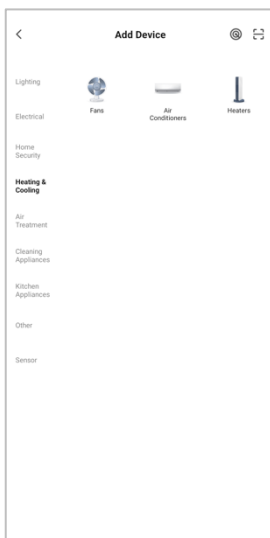 Add Device
Lighting
Electrical
Home
Security
Heating &
Cooling
Air
Treatment
Cleaning
Appliances
Kitchen
Appliances
Other
Sensor
Fans
Air
Conditioners
Heaters